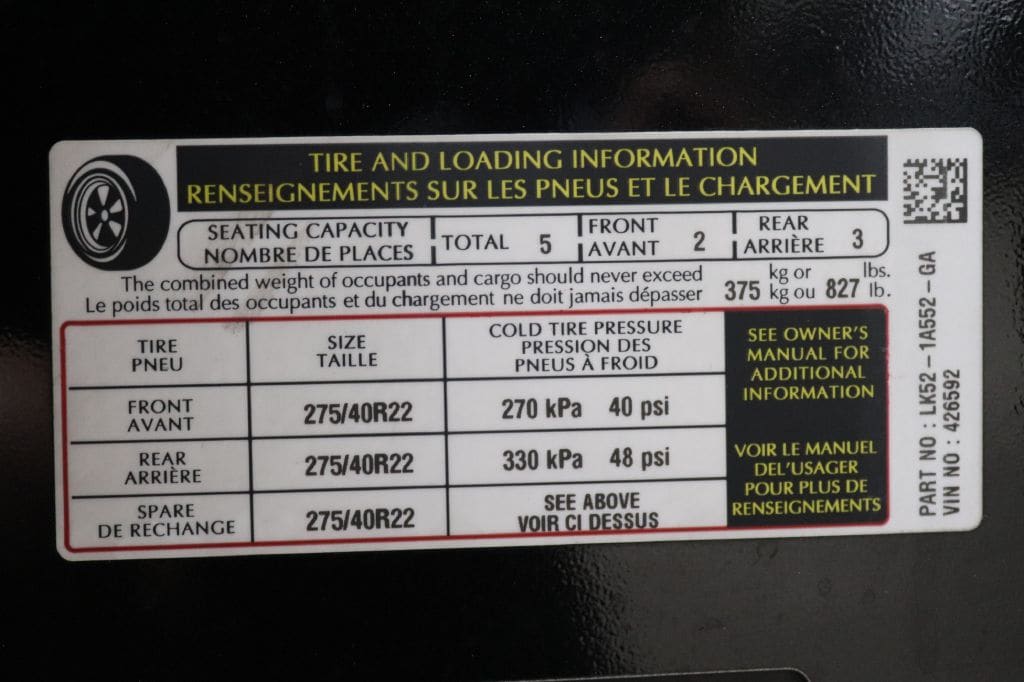 TIRE AND LOADING INFORMATION
RENSEIGNEMENTS SUR LES PNEUS ET LE CHARGEMENT
SEATING CAPACITY
NOMBRE DE PLACES
TOTAL 5
FRONT
AVANT 2
REAR
ARRIÈRE 3
The combined weight of occupants and cargo should never exceed
Le poids total des occupants et du chargement ne doit jamais dépasser
375 kg or
kg ou 827 lbs.
lb.
TIRE
PNEU
SIZE
TAILLE
COLD TIRE PRESSURE
PRESSION DES
PNEUS À FROID
FRONT
AVANT
275/40R22
270 kPa 40 psi
REAR
ARRIÈRE
275/40R22
330 kPa 48 psi
SPARE
DE RECHANGE
275/40R22
SEE ABOVE
VOIR CI DESSUS
SEE OWNER'S
MANUAL FOR
ADDITIONAL
INFORMATION
VOIR LE MANUEL
DEL'USAGER
POUR PLUS DE
RENSEIGNEMENTS
PART NO : LK52 – 1A552 – GA
VIN NO : 426592